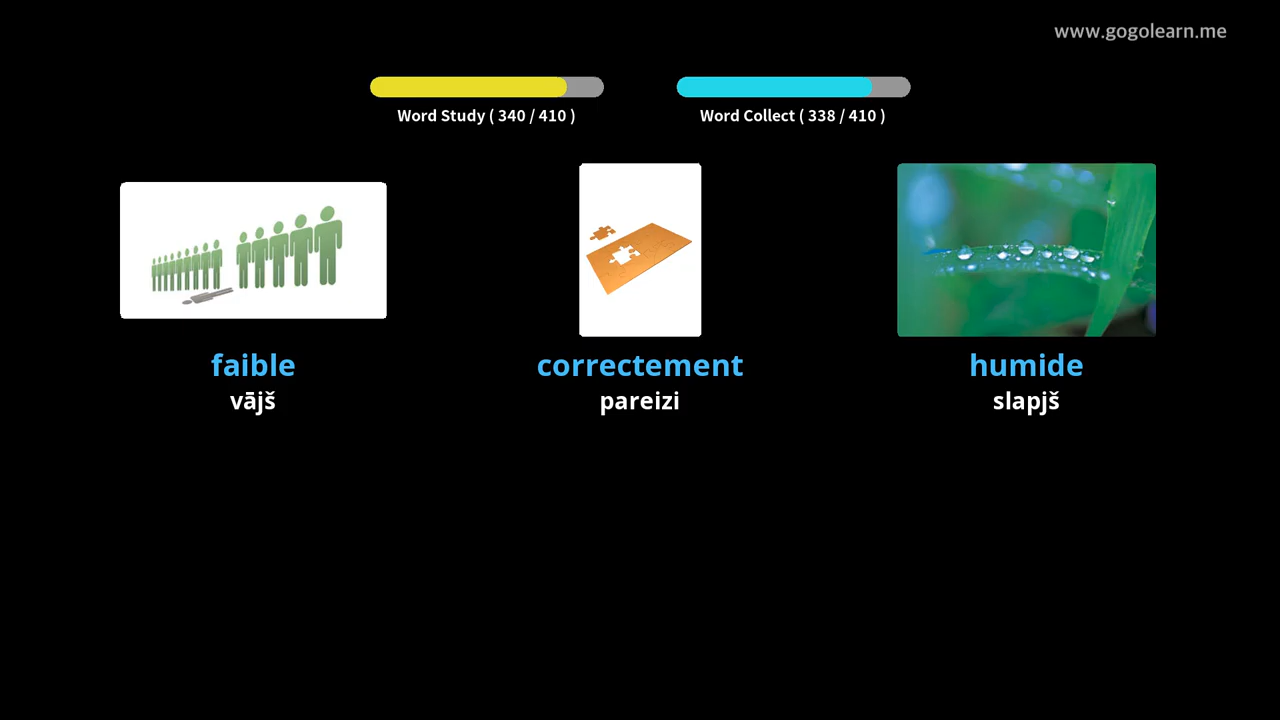 www.gogolearn.me
Word Study ( 340 / 410 )
Word Collect ( 338 / 410 )
faible
vājš
correctement
pareizi
humide
slapjš